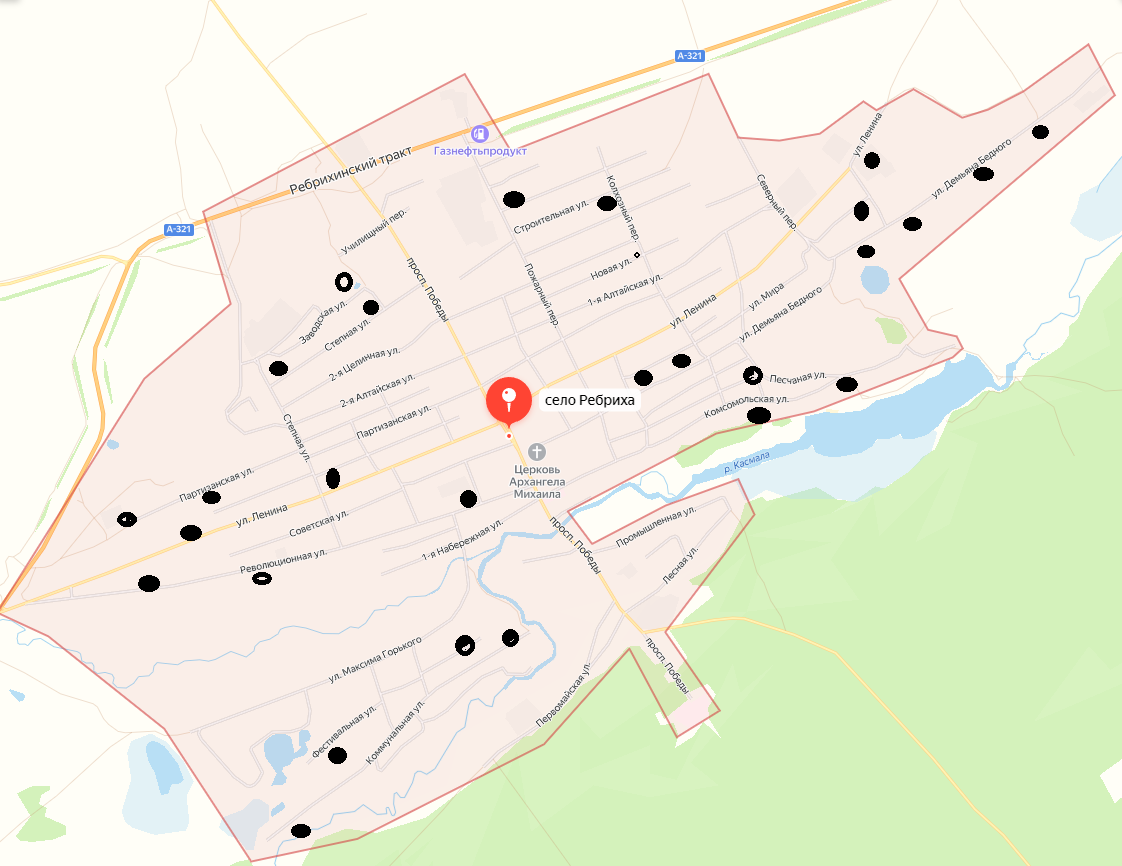 А-321
А-321
Газнефтьпродукт
Ребрихинский тракт
ул. Ленина
ул. Демьяна Бедного
Северный пер.
Колхозный пер.
Строительная ул.
Училищный пер.
просп. Победы
Пожарный пер.
Новая ул.
1-я Алтайская ул.
ул. Мира
ул. Демьяна Бедного
ул. Ленина
Заводская ул.
Степная ул.
2-я Целинная ул.
2-я Алтайская ул.
Песчаная ул.
Комсомольская ул.
село Ребриха
Партизанская ул.
Степная ул.
Церковь
Архангела
Михаила
р. Касмала
Партизанская ул.
ул. Ленина
Советская ул.
Революционная ул.
1-я Набережная ул.
просп. Победы
Промышленная ул.
Лесная ул.
ул. Максима Горького
просп. Победы
Первомайская ул.
Фестивальная ул.
Коммунальная ул.